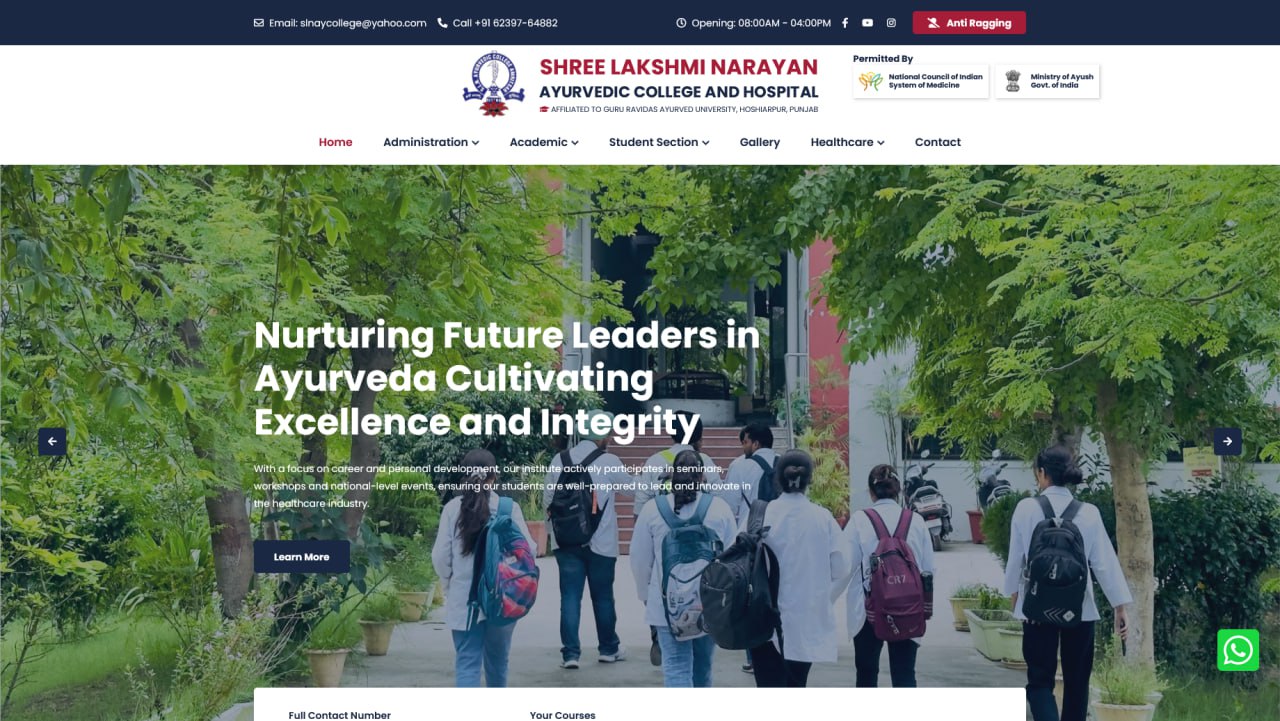 Email: slnaycollege@yahoo.com Call +91 62397-64882 Opening: 08:00AM - 04:00PM Anti Ragging
SHREE LAKSHMI NARAYAN
AYURVEDIC COLLEGE AND HOSPITAL
AFFILIATED TO GURU RAVIDAS AYURVED UNIVERSITY, HOSHIARPUR, PUNJAB
Permitted By
National Council of Indian
System of Medicine
Ministry of Ayush
Govt. of India
Home Administration Academic Student Section Gallery Healthcare Contact
Nurturing Future Leaders in
Ayurveda Cultivating
Excellence and Integrity
With a focus on career and personal development, our institute actively participates in seminars,
workshops and national-level events, ensuring our students are well-prepared to lead and innovate in
the healthcare industry.
Learn More
CR7
Full Contact Number Your Courses